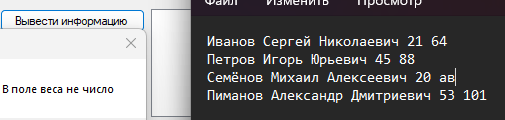 Файл Изменить Просмотр
Вывести информацию
В поле веса не число
Иванов Сергей Николаевич 21 64
Петров Игорь Юрьевич 45 88
Семёнов Михаил Алексеевич 20 ав
Пиманов Александр Дмитриевич 53 101